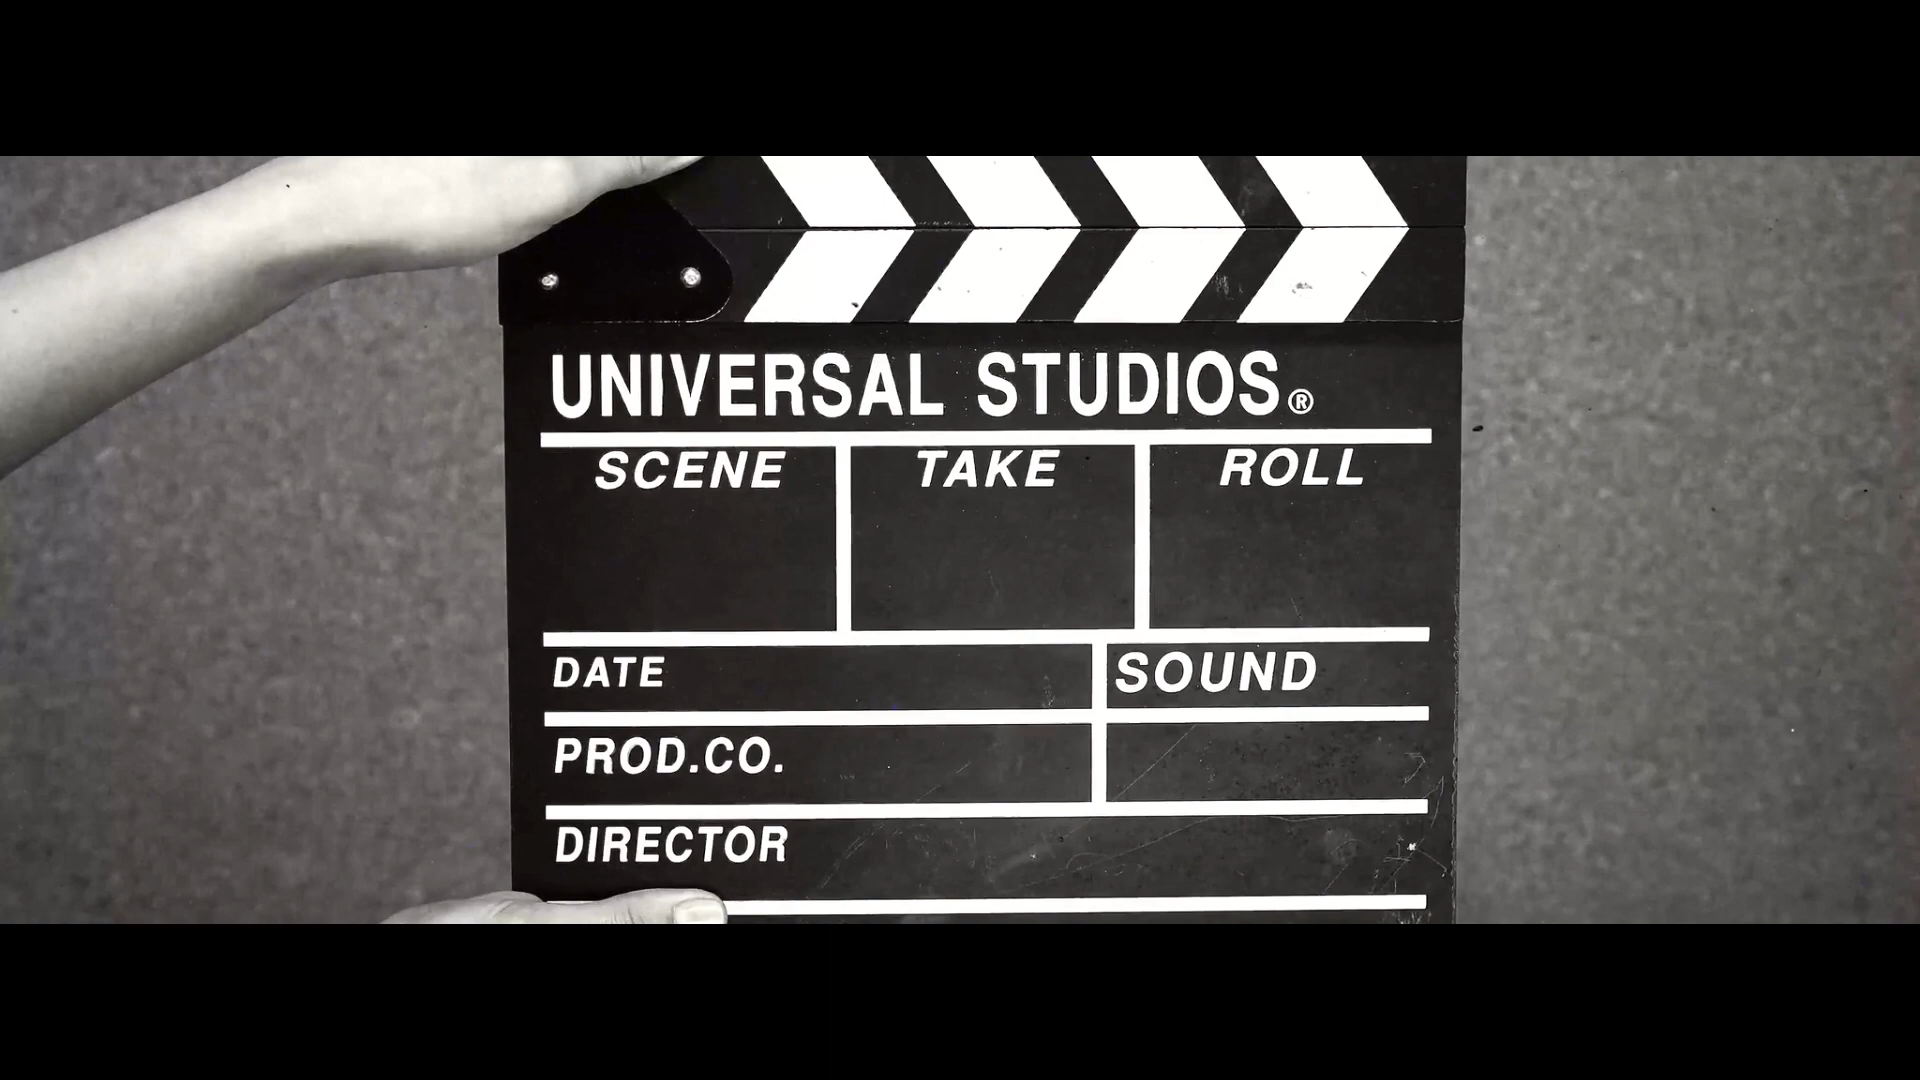 UNIVERSAL STUDIOS®
SCENE TAKE ROLL
DATE SOUND
PROD.CO.
DIRECTOR